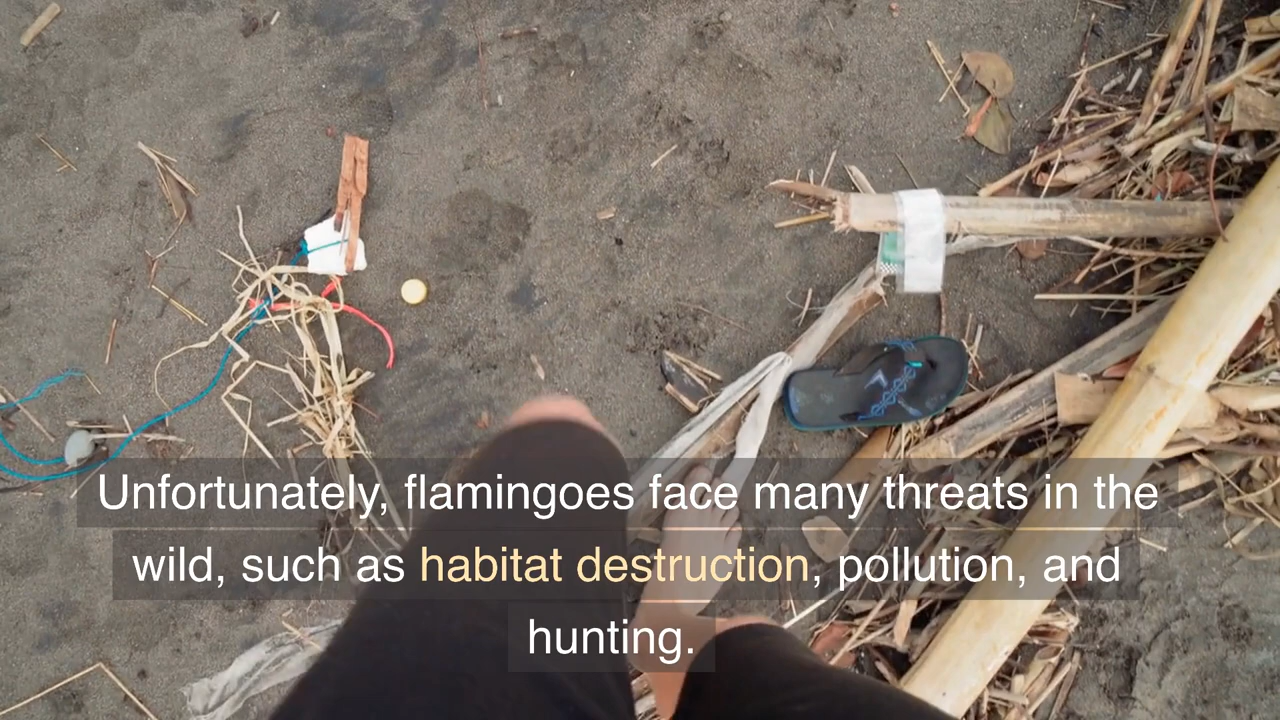 Unfortunately, flamingoes face many threats in the
wild, such as habitat destruction, pollution, and
hunting.